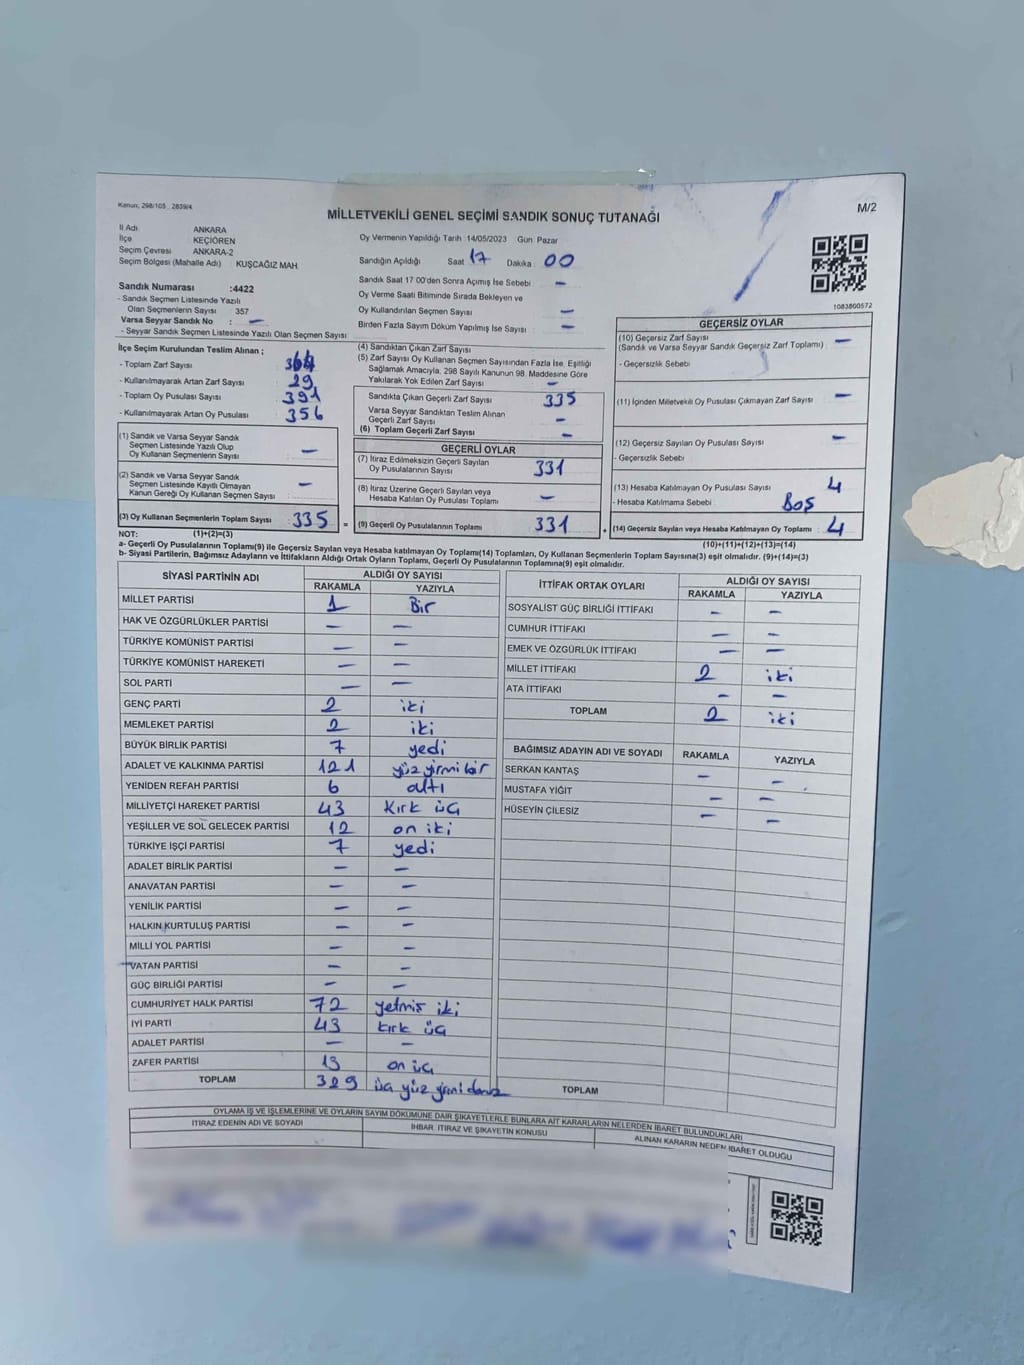 Kanun; 298/105 , 2839/4
MİLLETVEKİLİ GENEL SEÇİMİ SANDIK SONUÇ TUTANAĞI
M/2
İl Adı ANKARA
İlçe KEÇİÖREN
Seçim Çevresi ANKARA-2
Seçim Bölgesi (Mahalle Adı) : KUŞCAĞIZ MAH.
Oy Vermenin Yapıldığı Tarih :14/05/2023 Gün: Pazar
Sandığın Açıldığı Saat : 17 Dakika : 00
Sandık Saat 17.00'den Sonra Açımış İse Sebebi : –
Oy Verme Saati Bitiminde Sırada Bekleyen ve
Oy Kullandırılan Seçmen Sayısı : –
Birden Fazla Sayım Döküm Yapılmış İse Sayısı : –
1083800572
Sandık Numarası :4422
- Sandık Seçmen Listesinde Yazılı
Olan Seçmenlerin Sayısı : 357
Varsa Seyyar Sandık No : –
- Seyyar Sandık Seçmen Listesinde Yazılı Olan Seçmen Sayısı
İlçe Seçim Kurulundan Teslim Alınan ;
- Toplam Zarf Sayısı : 364
- Kullanılmayarak Artan Zarf Sayısı : 29
- Toplam Oy Pusulası Sayısı : 391
- Kullanılmayarak Artan Oy Pusulası : 356
(1) Sandık ve Varsa Seyyar Sandık
Seçmen Listesinde Yazılı Olup
Oy Kullanan Seçmenlerin Sayısı : –
(2) Sandık ve Varsa Seyyar Sandık
Seçmen Listesinde Kayıtlı Olmayan
Kanun Gereği Oy Kullanan Seçmen Sayısı : –
(3) Oy Kullanan Seçmenlerin Toplam Sayısı : 335 =
(4) Sandıktan Çıkan Zarf Sayısı
(5) Zarf Sayısı Oy Kullanan Seçmen Sayısından Fazla İse, Eşitliği
Sağlamak Amacıyla, 298 Sayılı Kanunun 98. Maddesine Göre
Yakılarak Yok Edilen Zarf Sayısı : –
Sandıkta Çıkan Geçerli Zarf Sayısı : 335
Varsa Seyyar Sandıktan Teslim Alınan
Geçerli Zarf Sayısı : –
(6) Toplam Geçerli Zarf Sayısı : –
GEÇERLİ OYLAR
(7) İtiraz Edilmeksizin Geçerli Sayılan
Oy Pusulalarının Sayısı : 331
(8) İtiraz Üzerine Geçerli Sayılan veya
Hesaba Katılan Oy Pusulaları Toplamı : –
(9) Geçerli Oy Pusulalarının Toplamı : 331 +
GEÇERSİZ OYLAR
(10) Geçersiz Zarf Sayısı
(Sandık ve Varsa Seyyar Sandık Geçersiz Zarf Toplamı) : –
- Geçersizlik Sebebi :
(11) İçinden Milletvekili Oy Pusulası Çıkmayan Zarf Sayısı : –
(12) Geçersiz Sayılan Oy Pusulası Sayısı : –
- Geçersizlik Sebebi :
(13) Hesaba Katılmayan Oy Pusulası Sayısı : 4
- Hesaba Katılmama Sebebi : BOŞ
(14) Geçersiz Sayılan veya Hesaba Katılmayan Oy Toplamı : 4
NOT: (1)+(2)=(3)
(10)+(11)+(12)+(13)=(14)
a- Geçerli Oy Pusulalarının Toplamı(9) ile Geçersiz Sayılan veya Hesaba katılmayan Oy Toplamı(14) Toplamları, Oy Kullanan Seçmenlerin Toplam Sayısına(3) eşit olmalıdır. (9)+(14)=(3)
b- Siyasi Partilerin, Bağımsız Adayların ve İttifakların Aldığı Ortak Oyların Toplamı, Geçerli Oy Pusulalarının Toplamına(9) eşit olmalıdır.
SİYASİ PARTİNİN ADI ALDIĞI OY SAYISI
RAKAMLA YAZIYLA
MİLLET PARTİSİ 1 Bir
HAK VE ÖZGÜRLÜKLER PARTİSİ – –
TÜRKİYE KOMÜNİST PARTİSİ – –
TÜRKİYE KOMÜNİST HAREKETİ – –
SOL PARTİ – –
GENÇ PARTİ 2 iki
MEMLEKET PARTİSİ 2 iki
BÜYÜK BİRLİK PARTİSİ 7 yedi
ADALET VE KALKINMA PARTİSİ 121 yüz yirmi bir
YENİDEN REFAH PARTİSİ 6 altı
MİLLİYETÇİ HAREKET PARTİSİ 43 kırk üç
YEŞİLLER VE SOL GELECEK PARTİSİ 12 on iki
TÜRKİYE İŞÇİ PARTİSİ 7 yedi
ADALET BİRLİK PARTİSİ – –
ANAVATAN PARTİSİ – –
YENİLİK PARTİSİ – –
HALKIN KURTULUŞ PARTİSİ – –
MİLLİ YOL PARTİSİ – –
VATAN PARTİSİ – –
GÜÇ BİRLİĞİ PARTİSİ – –
CUMHURİYET HALK PARTİSİ 72 yetmiş iki
İYİ PARTİ 43 kırk üç
ADALET PARTİSİ – –
ZAFER PARTİSİ 13 on üç
TOPLAM 329 üç yüz yirmi dokuz
İTTİFAK ORTAK OYLARI ALDIĞI OY SAYISI
RAKAMLA YAZIYLA
SOSYALİST GÜÇ BİRLİĞİ İTTİFAKI – –
CUMHUR İTTİFAKI – –
EMEK VE ÖZGÜRLÜK İTTİFAKI – –
MİLLET İTTİFAKI 2 iki
ATA İTTİFAKI – –
TOPLAM 2 iki
BAĞIMSIZ ADAYIN ADI VE SOYADI RAKAMLA YAZIYLA
SERKAN KANTAŞ – –
MUSTAFA YİĞİT – –
HÜSEYİN ÇİLESİZ – –
TOPLAM
OYLAMA İŞ VE İŞLEMLERİNE VE OYLARIN SAYIM DÖKÜMÜNE DAİR ŞİKAYETLERLE BUNLARA AİT KARARLARIN NELERDEN İBARET BULUNDUKLARI
İTİRAZ EDENİN ADI VE SOYADI İHBAR, İTİRAZ VE ŞİKAYETİN KONUSU ALINAN KARARIN NEDEN İBARET OLDUĞU